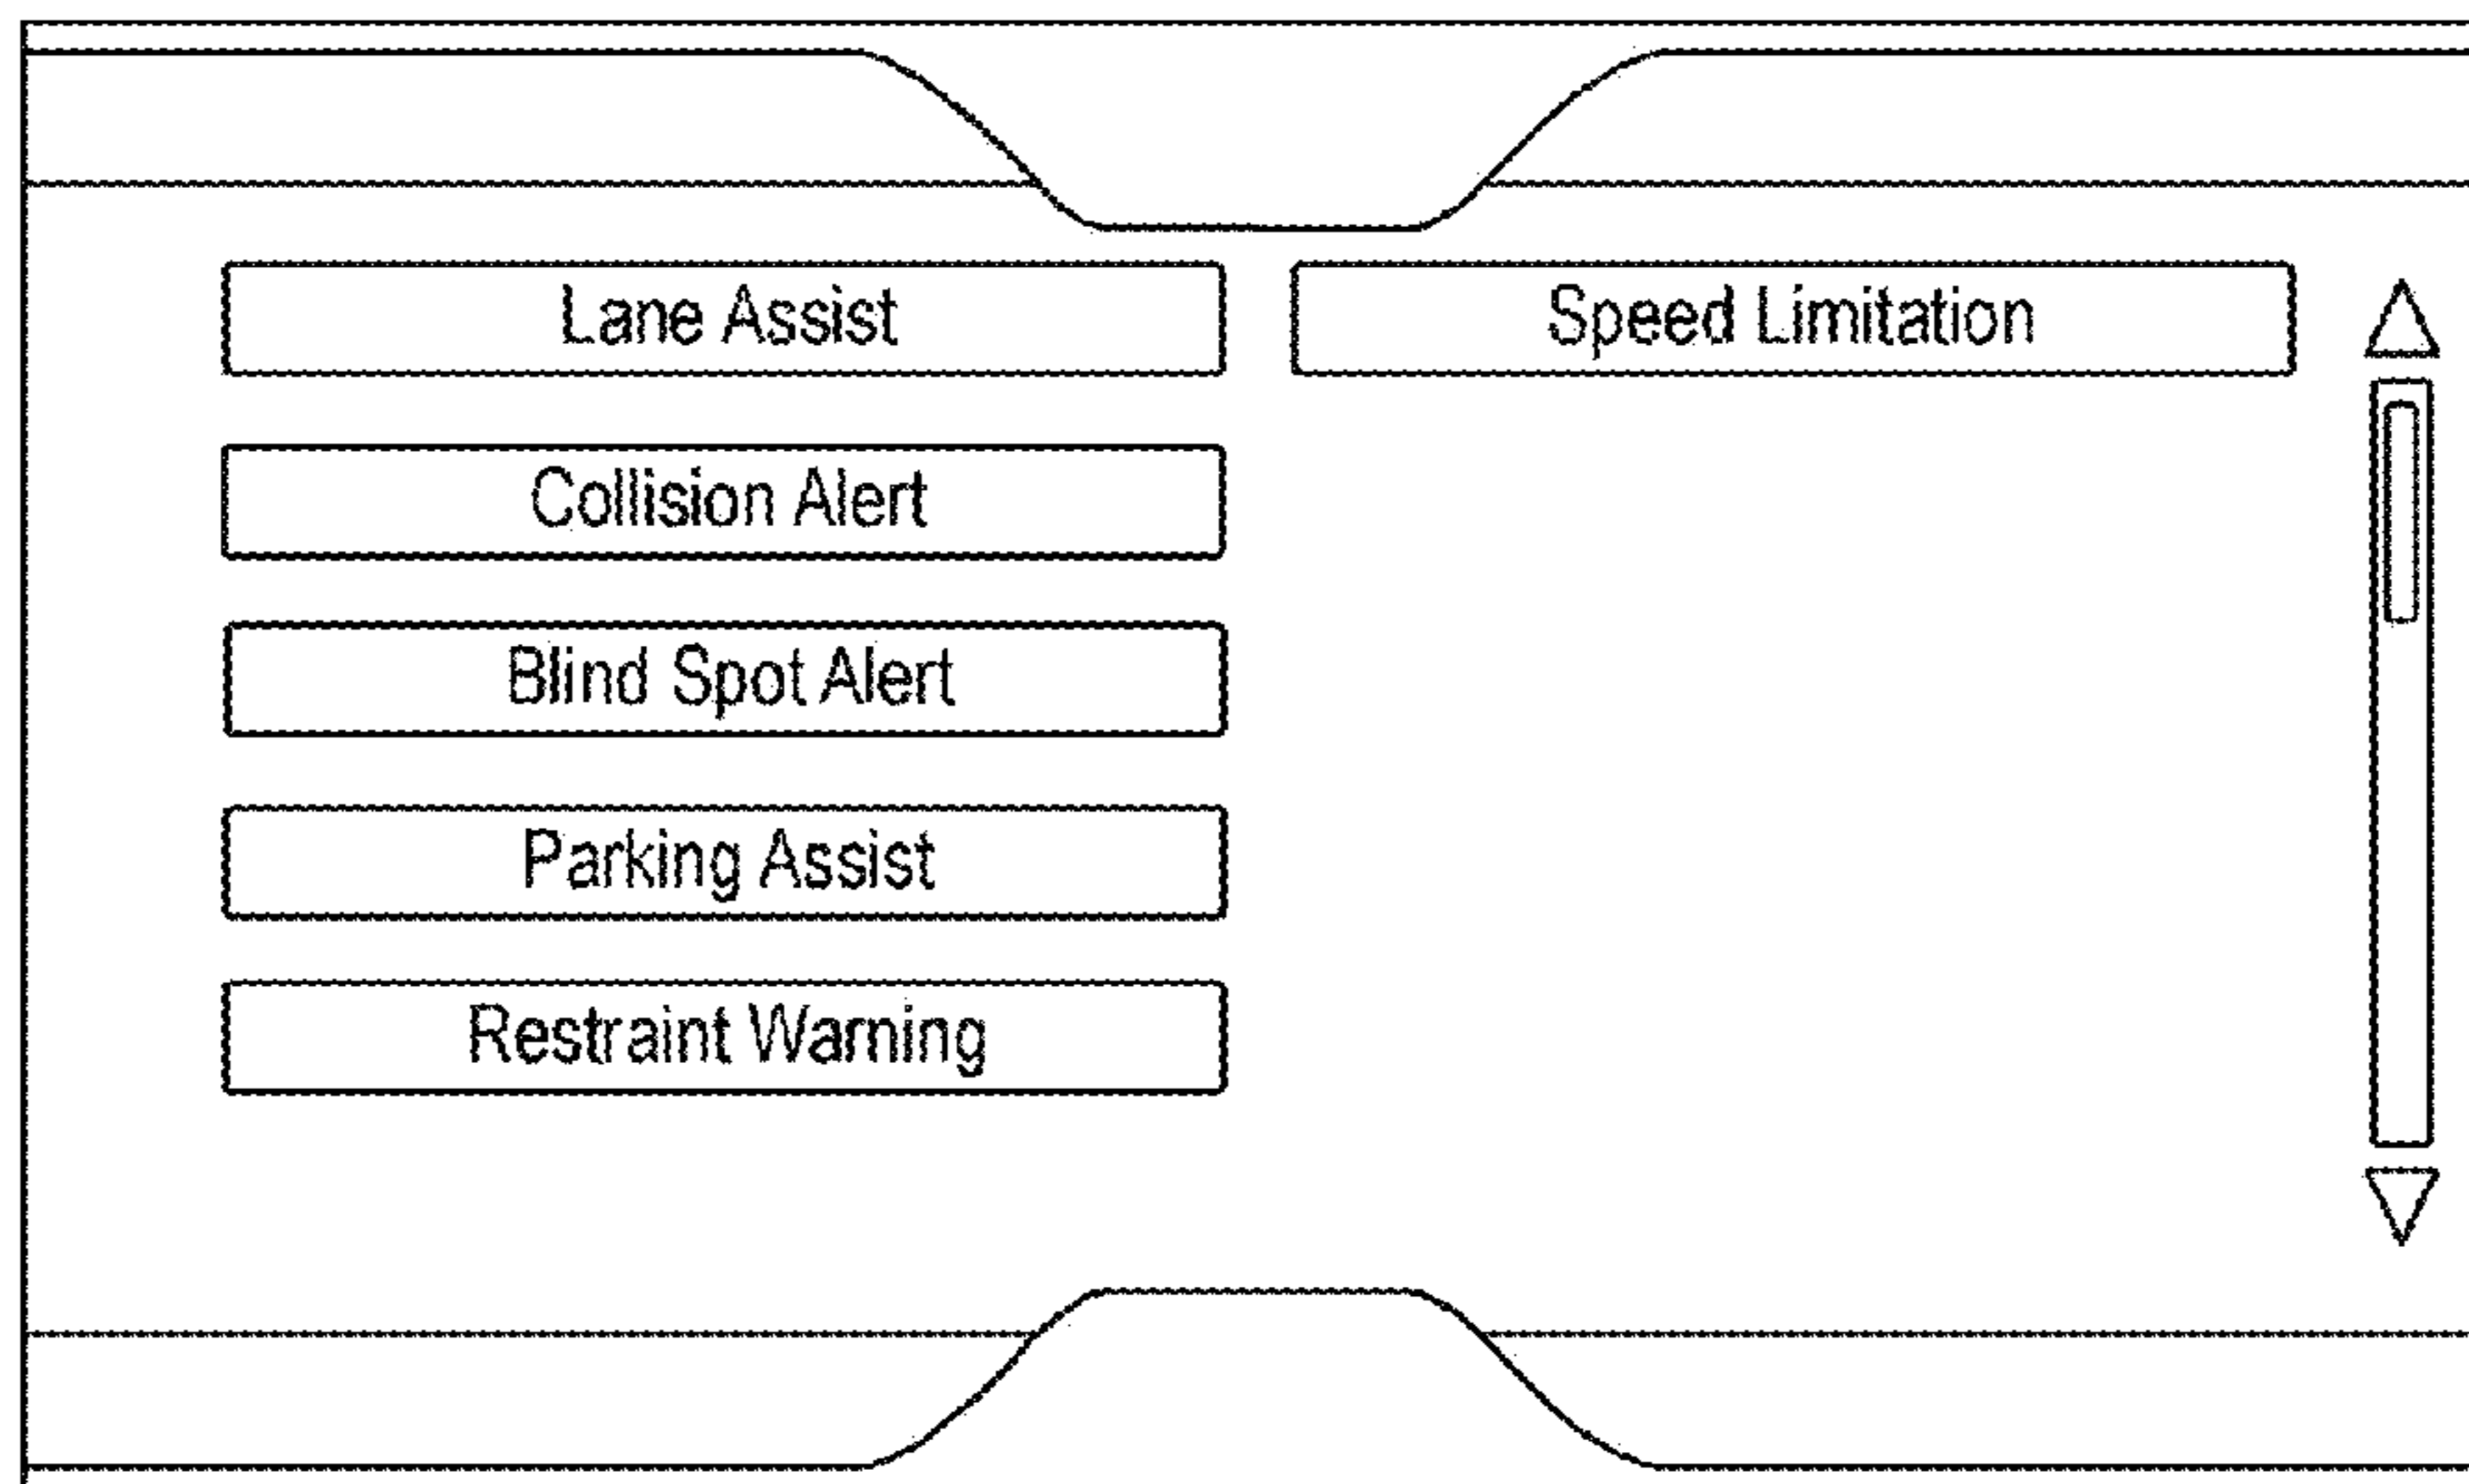 Lane Assist
Speed Limitation
Collision Alert
Blind Spot Alert
Parking Assist
Restraint Warning